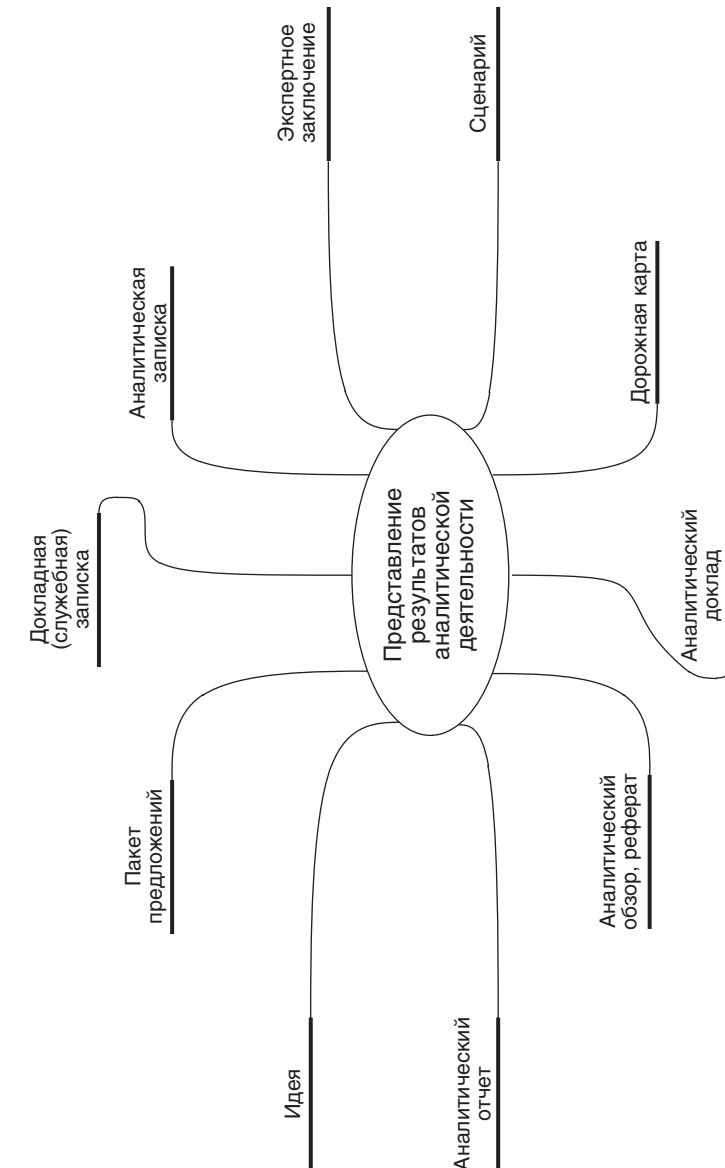 Докладная
(служебная)
записка
Пакет
предложений
Аналитическая
записка
Идея
Экспертное
заключение
Представление
результатов
аналитической
деятельности
Аналитический
отчет
Сценарий
Аналитический
обзор, реферат
Дорожная карта
Аналитический
доклад